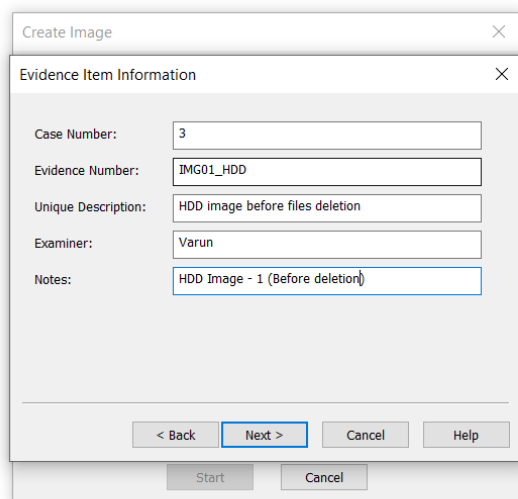 Create Image
Evidence Item Information
Case Number: 3
Evidence Number: IMG01_HDD
Unique Description: HDD image before files deletion
Examiner: Varun
Notes: HDD Image - 1 (Before deletion)
< Back Next > Cancel Help
Start Cancel